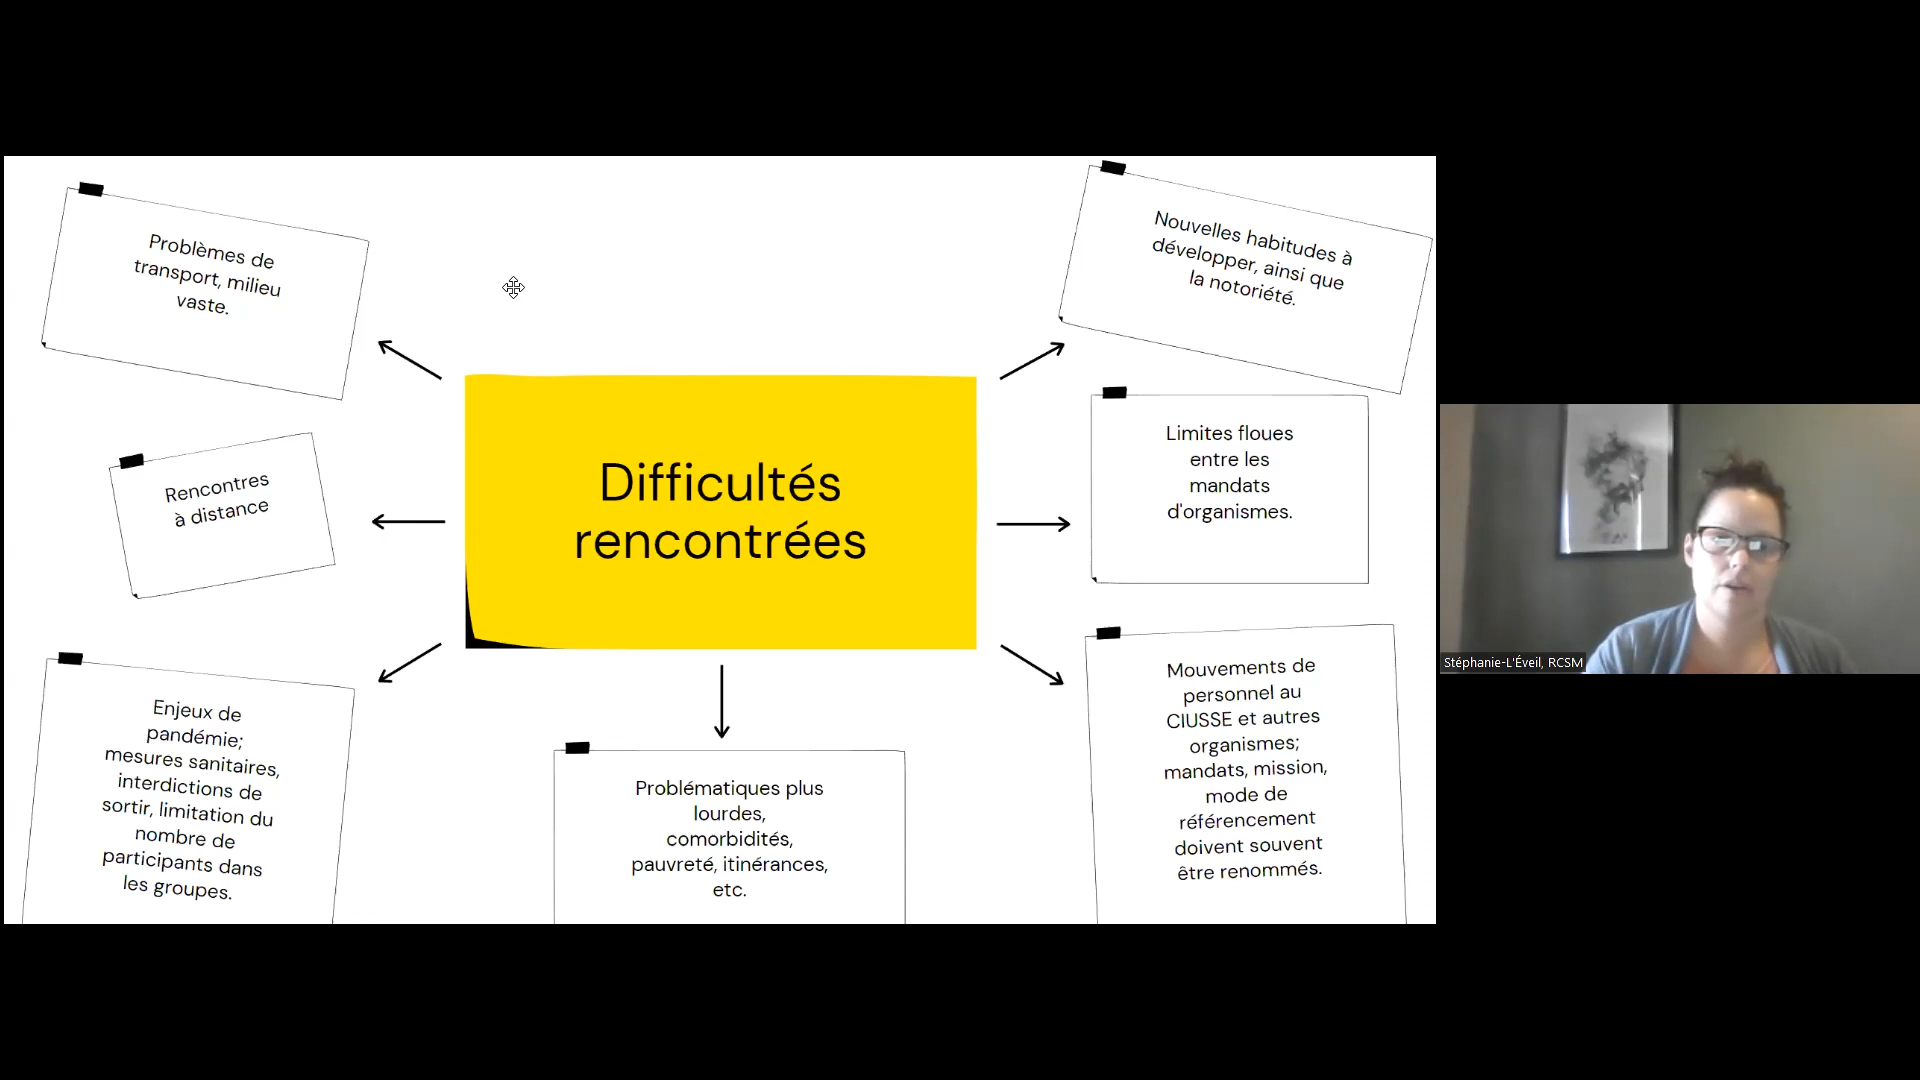 Problèmes de
transport, milieu
vaste.
Nouvelles habitudes à
développer, ainsi que
la notoriété.
Difficultés
rencontrées
Rencontres
à distance
Limites floues
entre les
mandats
d'organismes.
Enjeux de
pandémie;
mesures sanitaires,
interdictions de
sortir, limitation du
nombre de
participants dans
les groupes.
Problématiques plus
lourdes,
comorbidités,
pauvreté, itinérances,
etc.
Mouvements de
personnel au
CIUSSE et autres
organismes;
mandats, mission,
mode de
référencement
doivent souvent
être renommés.
Stéphanie-L'Éveil, RCSM